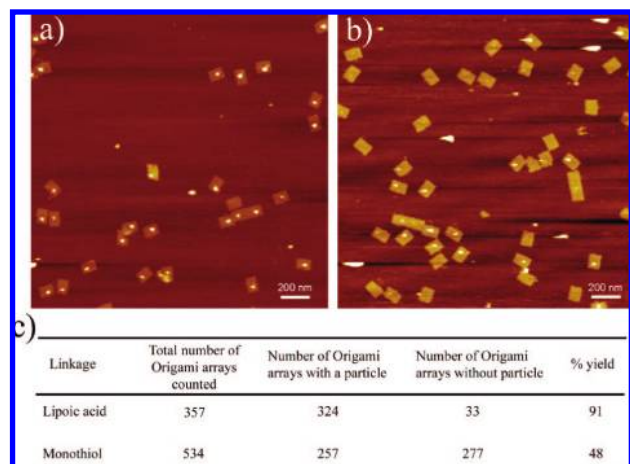 a) b)
200 nm 200 nm
c)
Linkage Total number of Origami arrays counted Number of Origami arrays with a particle Number of Origami arrays without particle % yield
Lipoic acid 357 324 33 91
Monothiol 534 257 277 48